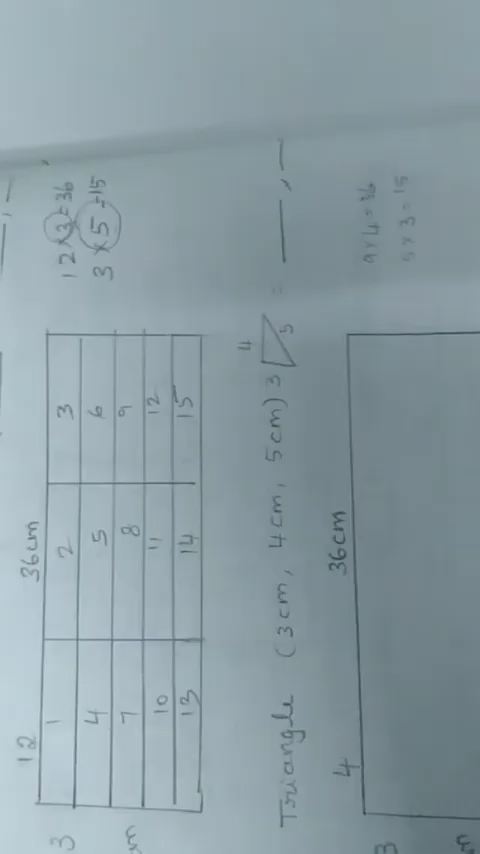 12 36cm 12 x 3 = 36
3 3 x 5 = 15
1 2 3
4 5 6
7 8 9
10 11 12
13 14 15
Triangle (3cm, 4cm, 5cm) 3 4 5 = __, __
4 36cm 9 x 4 = 36
5 x 3 = 15
3